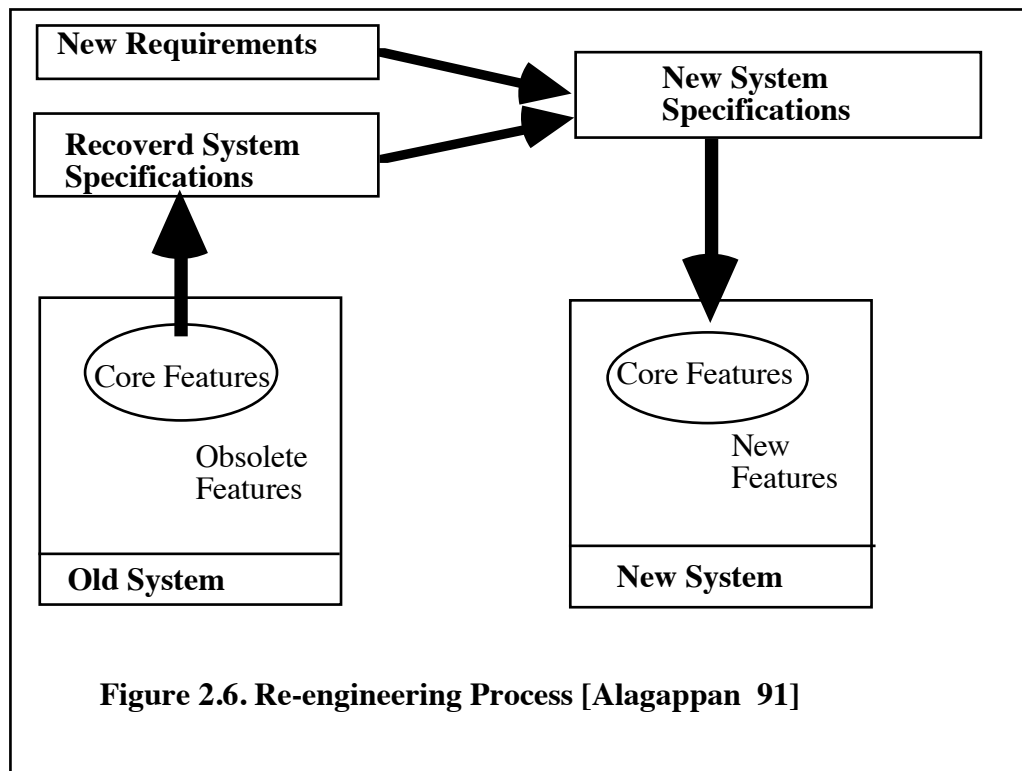 New Requirements
Recoverd System
Specifications
New System
Specifications
Core Features
Obsolete
Features
Old System
Core Features
New
Features
New System
Figure 2.6. Re-engineering Process [Alagappan 91]